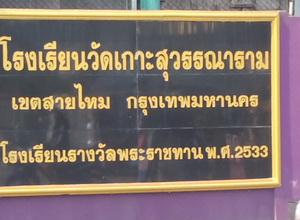 โรงเรียนวัดเกาะสุวรรณาราม
เขตสายไหม กรุงเทพมหานคร
โรงเรียนรางวัลพระราชทาน พ.ศ.2533